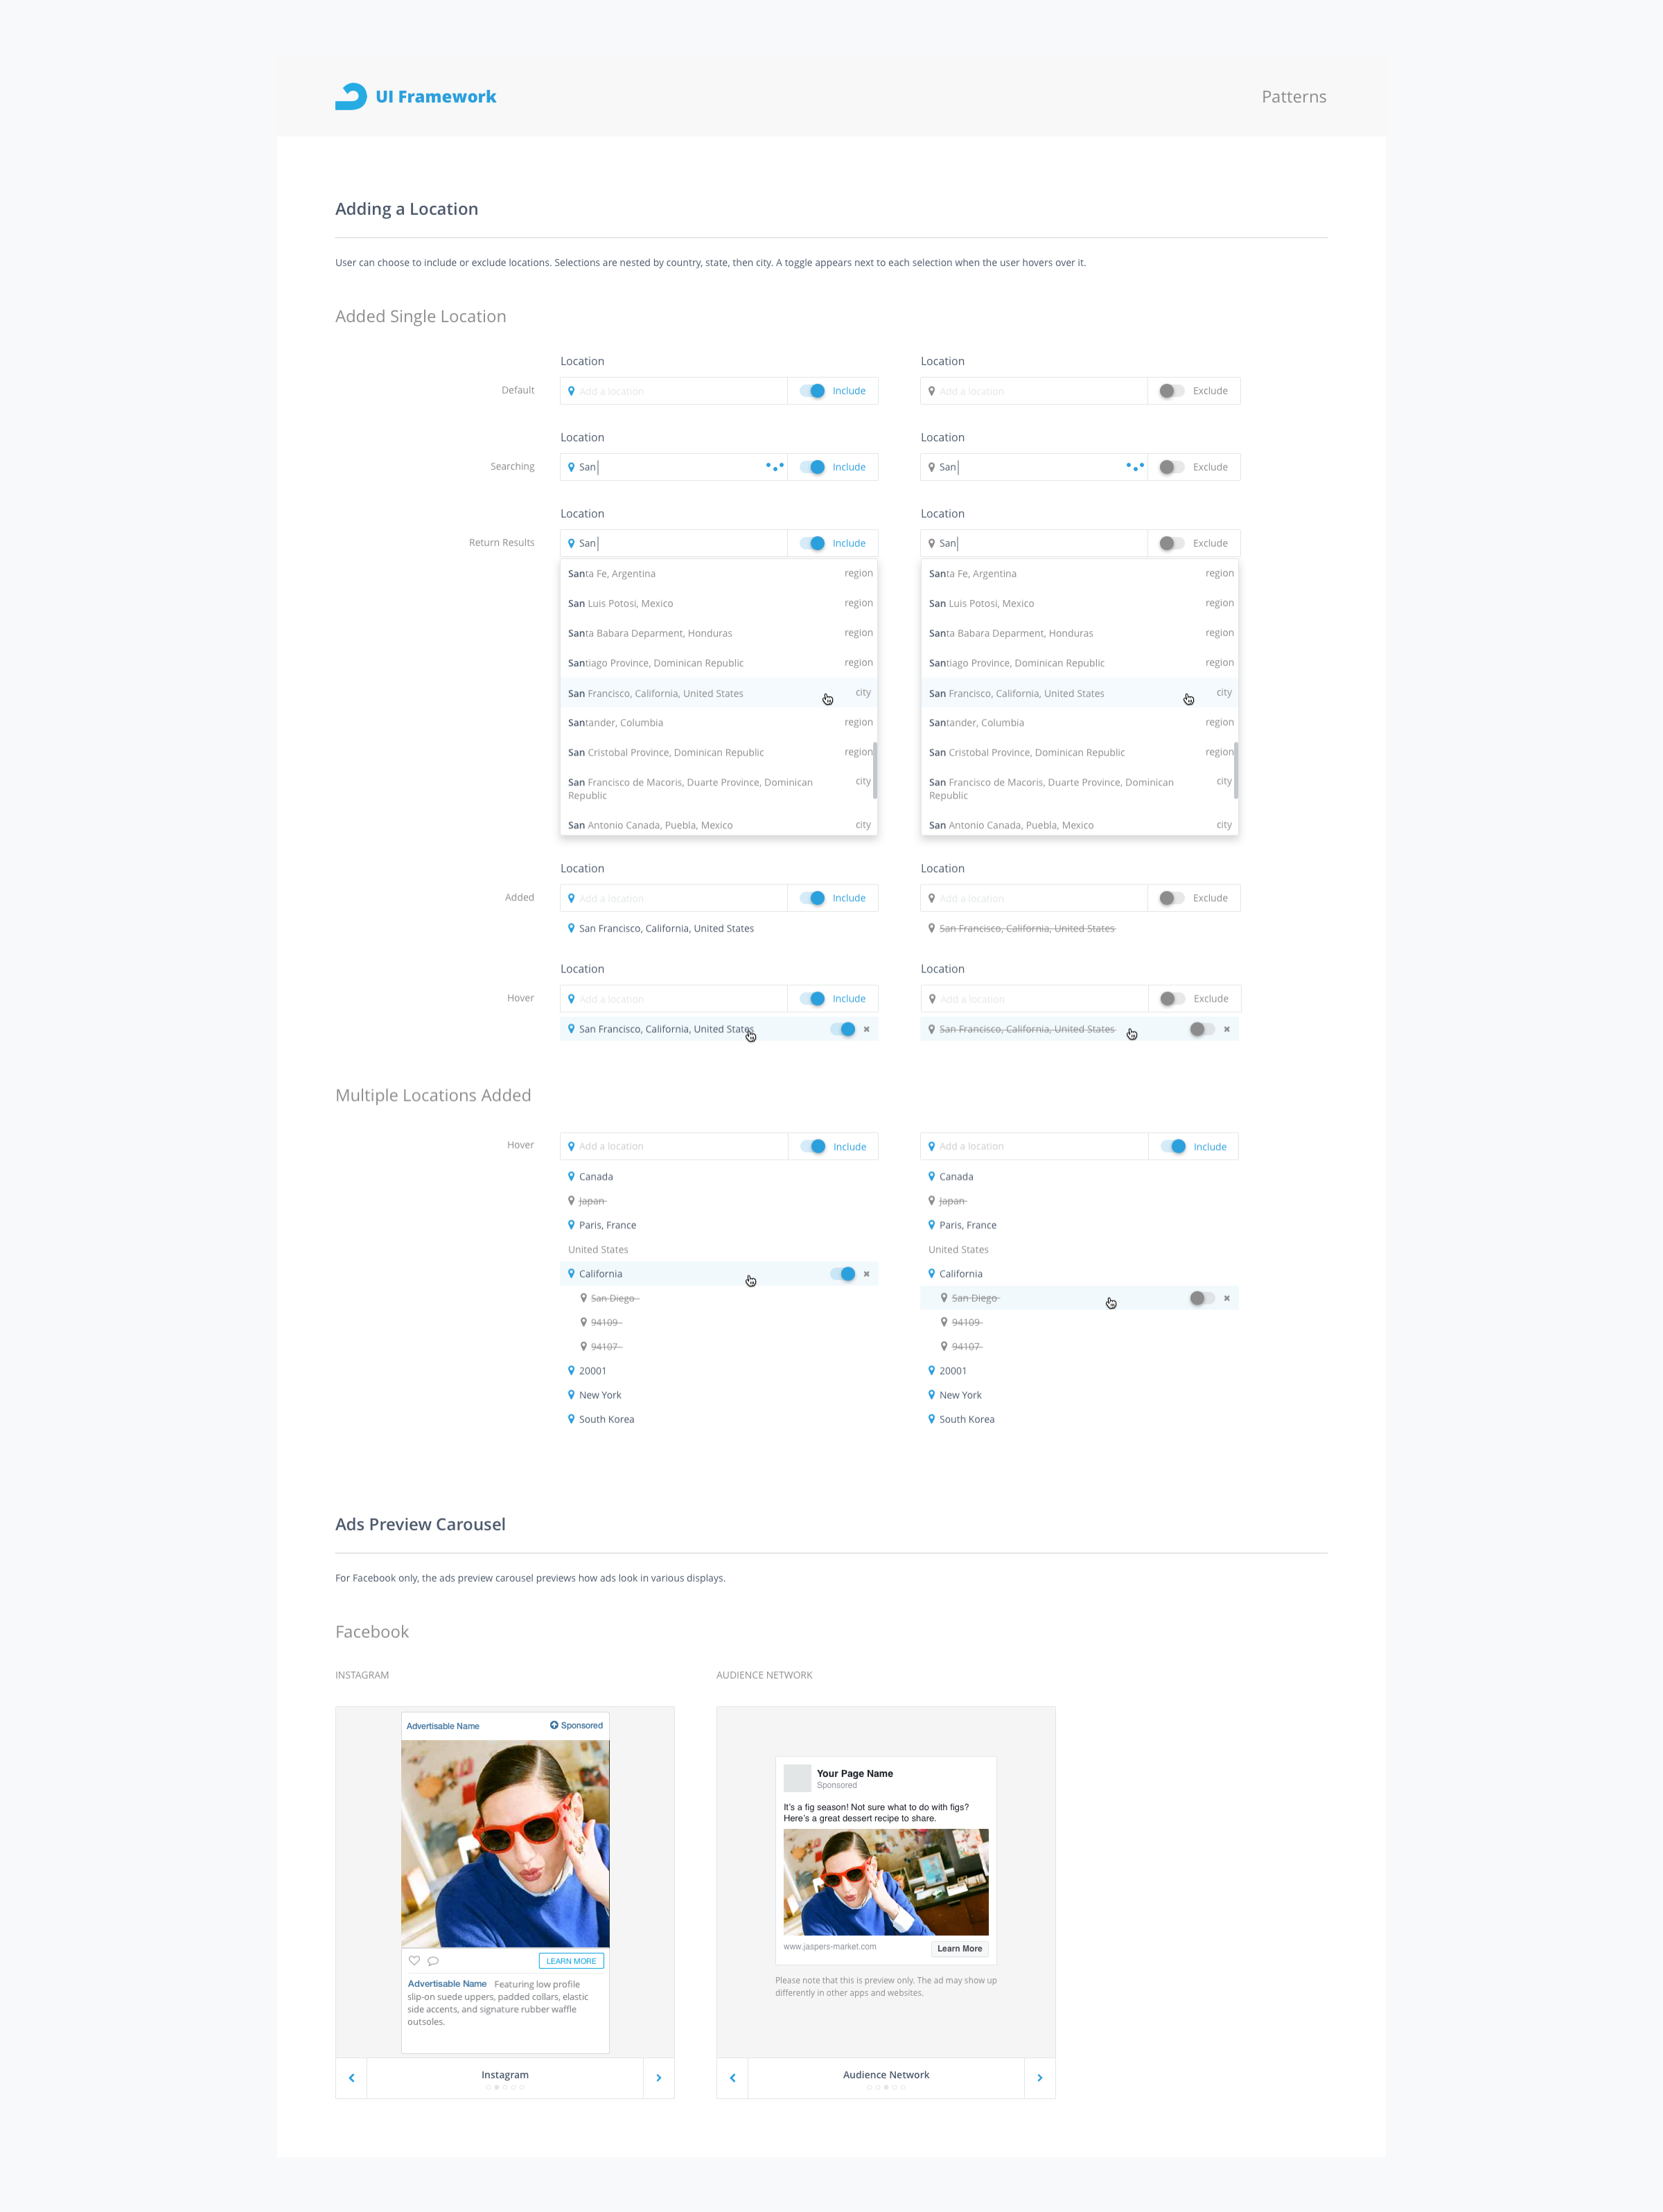 UI Framework
Patterns
Adding a Location
User can choose to include or exclude locations. Selections are nested by country, state, then city. A toggle appears next to each selection when the user hovers over it.
Added Single Location
Location Location
Default Add a location Include Add a location Exclude
Location Location
Searching San Include San Exclude
Location Location
Return Results San Include San Exclude
Santa Fe, Argentina region Santa Fe, Argentina region
San Luis Potosi, Mexico region San Luis Potosi, Mexico region
Santa Babara Deparment, Honduras region Santa Babara Deparment, Honduras region
Santiago Province, Dominican Republic region Santiago Province, Dominican Republic region
San Francisco, California, United States city San Francisco, California, United States city
Santander, Columbia region Santander, Columbia region
San Cristobal Province, Dominican Republic region San Cristobal Province, Dominican Republic region
San Francisco de Macoris, Duarte Province, Dominican city San Francisco de Macoris, Duarte Province, Dominican city
Republic Republic
San Antonio Canada, Puebla, Mexico city San Antonio Canada, Puebla, Mexico city
Location Location
Added Add a location Include Add a location Exclude
San Francisco, California, United States San Francisco, California, United States
Location Location
Hover Add a location Include Add a location Exclude
San Francisco, California, United States San Francisco, California, United States
Multiple Locations Added
Hover Add a location Include Add a location Include
Canada Canada
Japan Japan
Paris, France Paris, France
United States United States
California California
San Diego San Diego
94109 94109
94107 94107
20001 20001
New York New York
South Korea South Korea
Ads Preview Carousel
For Facebook only, the ads preview carousel previews how ads look in various displays.
Facebook
INSTAGRAM
Advertisable Name Sponsored
LEARN MORE
Advertisable Name Featuring low profile
slip-on suede uppers, padded collars, elastic
side accents, and signature rubber waffle
outsoles.
Instagram
AUDIENCE NETWORK
Your Page Name
Sponsored
It's a fig season! Not sure what to do with figs?
Here's a great dessert recipe to share.
www.jaspers-market.com Learn More
Please note that this is preview only. The ad may show up
differently in other apps and websites.
Audience Network